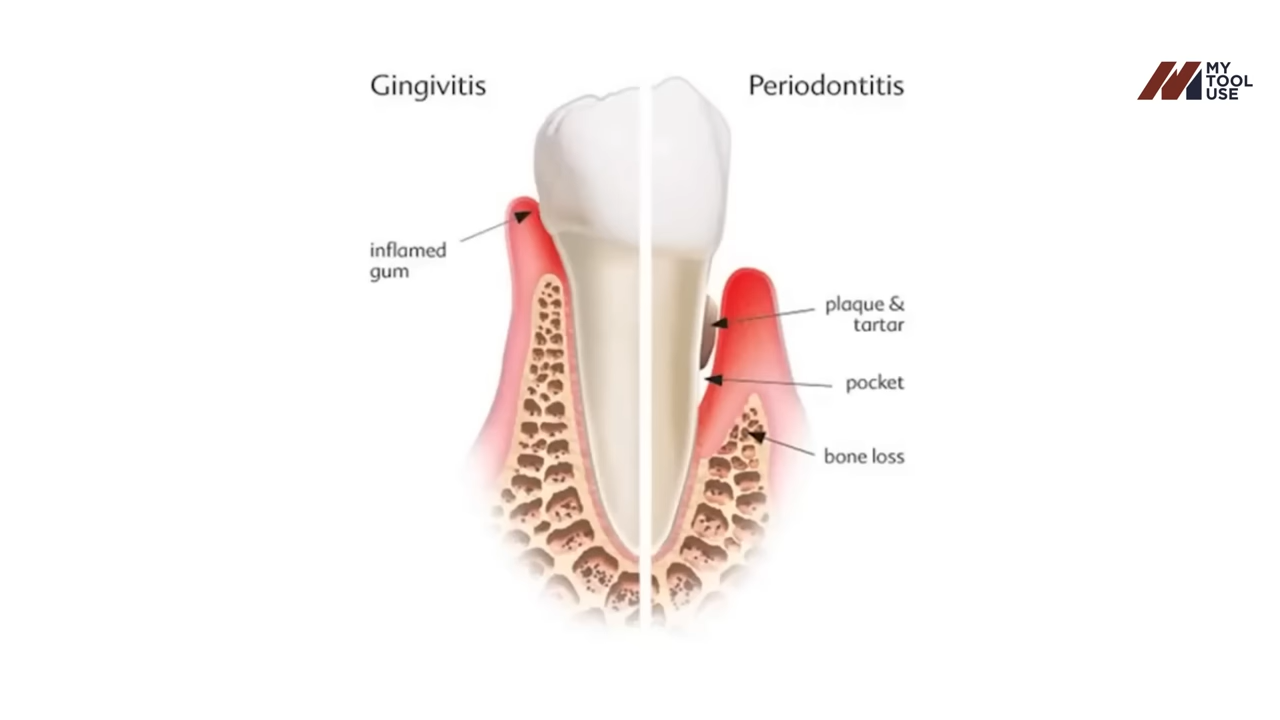 Gingivitis
Periodontitis
MY
TOOL
USE
inflamed
gum
plaque &
tartar
pocket
bone loss